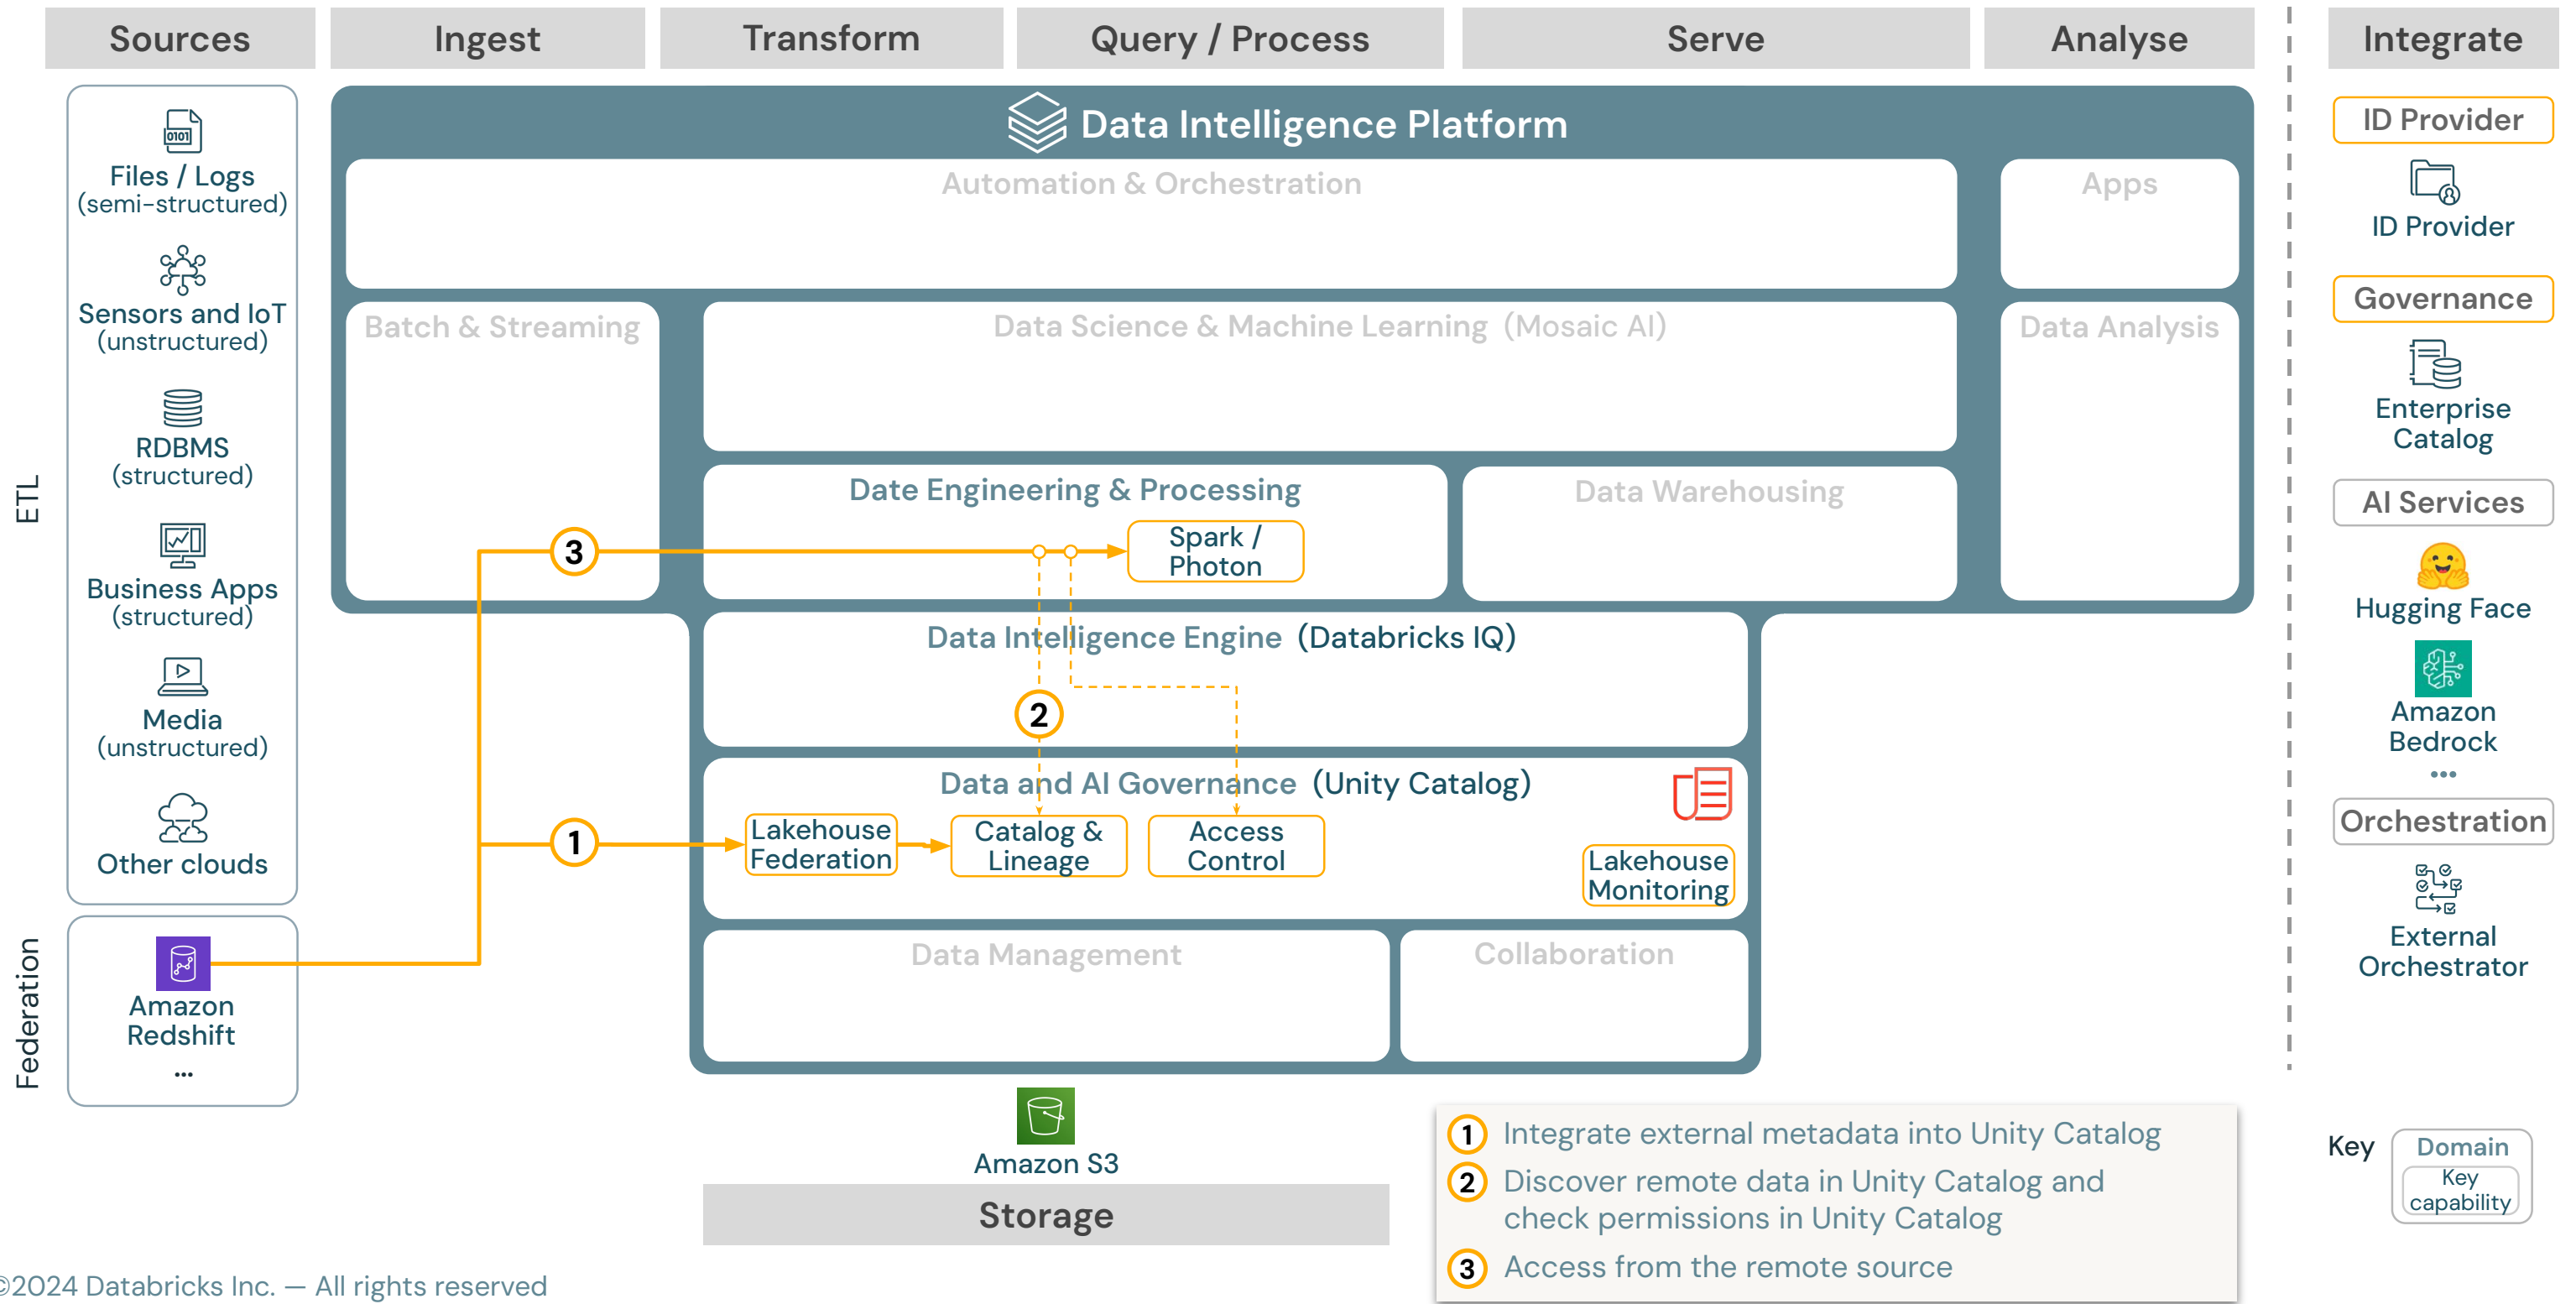 Sources
Ingest
Transform
Query / Process
Serve
Analyse
Integrate
ETL
Files / Logs
(semi-structured)
0101
Sensors and IoT
(unstructured)
RDBMS
(structured)
Business Apps
(structured)
Media
(unstructured)
Other clouds
Federation
Amazon
Redshift
...
Data Intelligence Platform
Automation & Orchestration
Apps
Batch & Streaming
Data Science & Machine Learning (Mosaic AI)
Data Analysis
Date Engineering & Processing
Spark /
Photon
Data Warehousing
3
Data Intelligence Engine (Databricks IQ)
2
Data and AI Governance (Unity Catalog)
1
Lakehouse
Federation
Catalog &
Lineage
Access
Control
Lakehouse
Monitoring
Data Management
Collaboration
Amazon S3
Storage
ID Provider
ID Provider
Governance
Enterprise
Catalog
AI Services
Hugging Face
Amazon
Bedrock
...
Orchestration
External
Orchestrator
1 Integrate external metadata into Unity Catalog
2 Discover remote data in Unity Catalog and
check permissions in Unity Catalog
3 Access from the remote source
Key
Domain
Key
capability
©2024 Databricks Inc. — All rights reserved